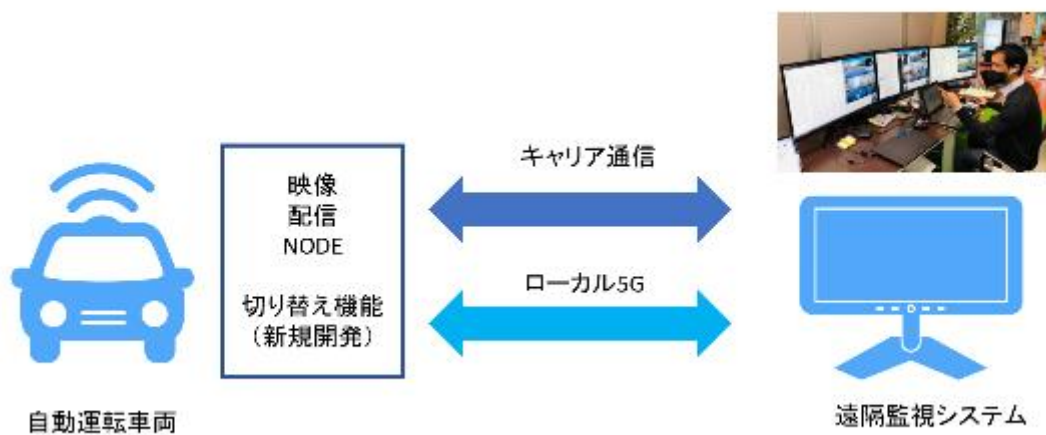 キャリア通信
映像
配信
NODE
切り替え機能
（新規開発）
ローカル5G
自動運転車両
遠隔監視システム